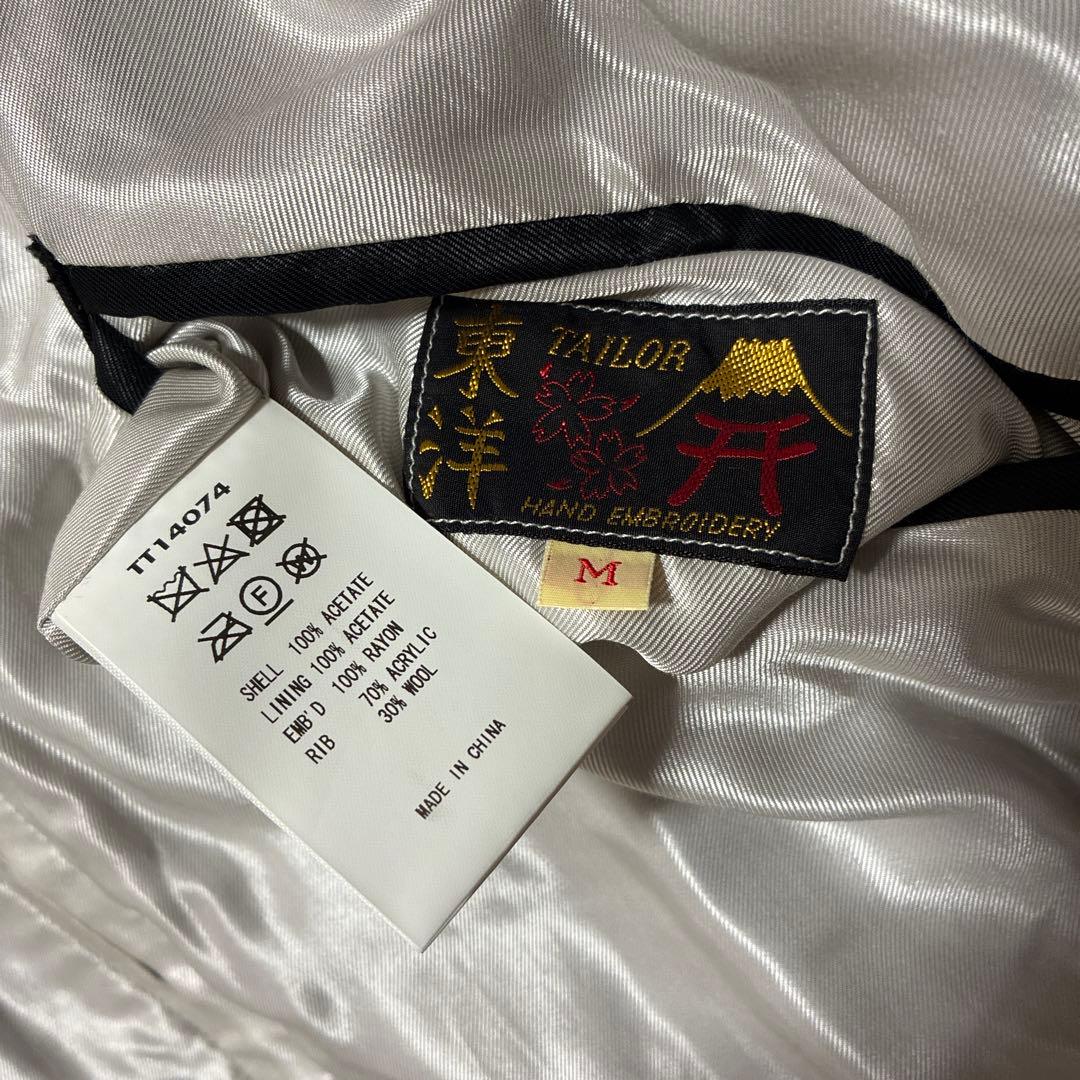 東洋
TAILOR
HAND EMBROIDERY
M
TT14074
F
W
SHELL 100% ACETATE
LINING 100% ACETATE
EMB'D 100% RAYON
RIB 70% ACRYLIC
30% WOOL
MADE IN CHINA